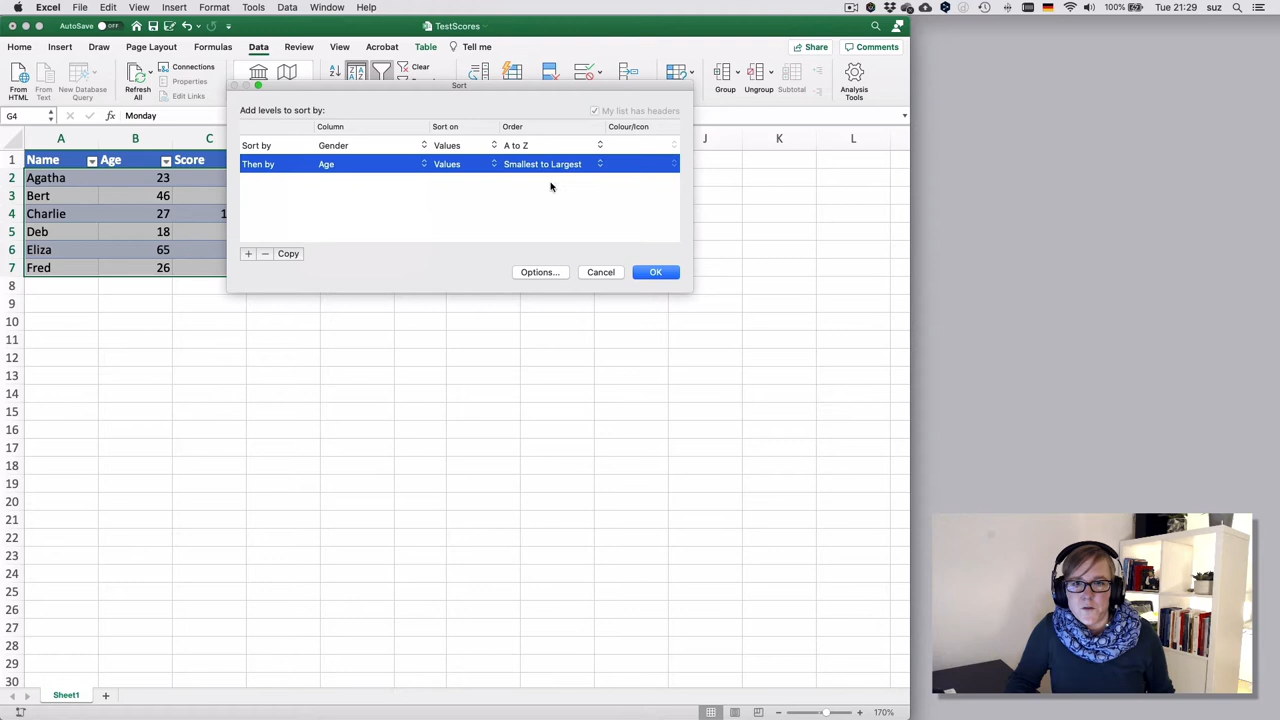 Excel File Edit View Insert Format Tools Data Window Help 100% Tue 21:29 suz
AutoSave OFF TestScores
Home Insert Draw Page Layout Formulas Data Review View Acrobat Table Tell me Share Comments
From HTML
From Text
New Database Query
Connections
Properties
Edit Links
Refresh All
Clear
Group
Ungroup
Subtotal
Analysis Tools
G4 Monday
Sort
Add levels to sort by: My list has headers
Column Sort on Order Colour/Icon
Sort by Gender Values A to Z
Then by Age Values Smallest to Largest
+ − Copy
Options... Cancel OK
A B C J K L
1 Name Age Score
2 Agatha 23
3 Bert 46
4 Charlie 27 1
5 Deb 18
6 Eliza 65
7 Fred 26
8
9
10
11
12
13
14
15
16
17
18
19
20
21
22
23
24
25
26
27
28
29
30
Sheet1 +
− + 170%